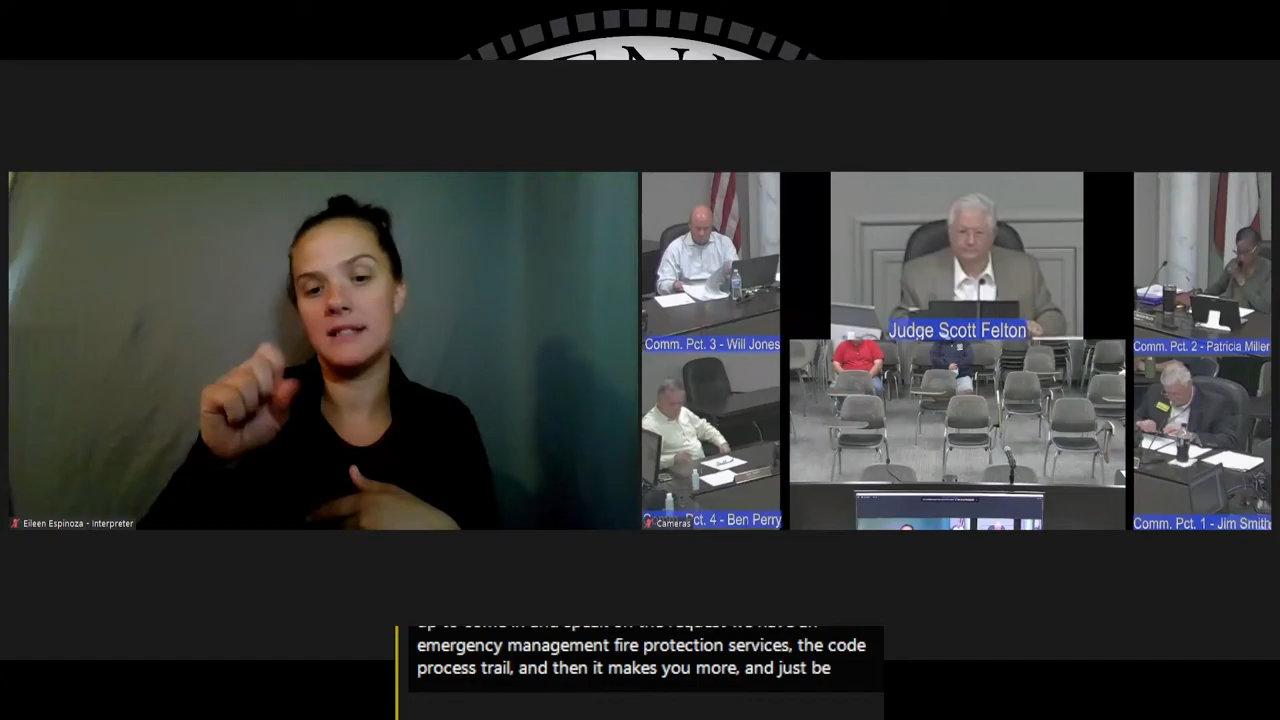 Comm. Pct. 3 - Will Jones
Judge Scott Felton
Comm. Pct. 2 - Patricia Miller
Eileen Espinoza - Interpreter
Cameras
Pct. 4 - Ben Perry
Comm. Pct. 1 - Jim Smith
emergency management fire protection services, the code
process trail, and then it makes you more, and just be